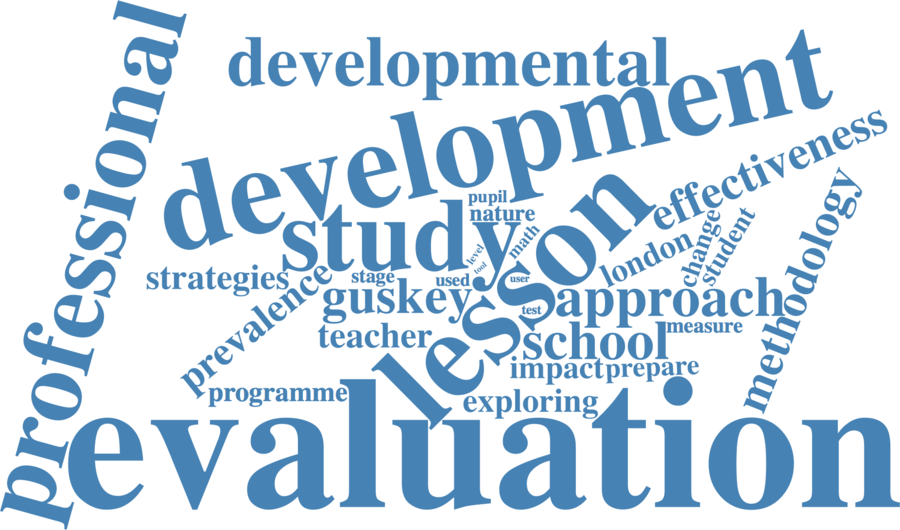 professional
developmental
development
effectiveness
pupil
nature
study
lesson
math
level
tool
london
change
student
methodology
strategies
stage
used
user
prevalence
guskey
test
approach
teacher
school
measure
impact
prepare
programme
exploring
evaluation